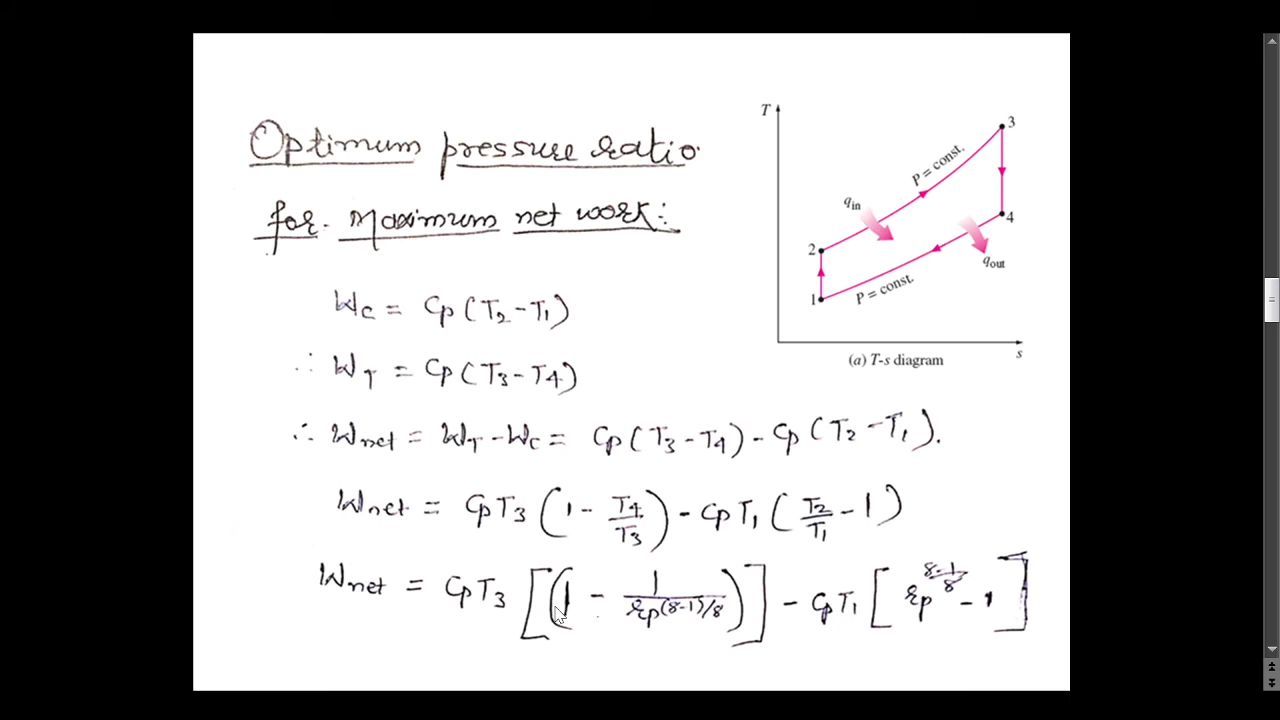 Optimum pressure ratio
for. Maximum net work:
Wc = Cp(T2-T1)
∴ WT = Cp(T3-T4)
∴ Wnet = WT - Wc = Cp(T3-T4) - Cp(T2-T1).
Wnet = CpT3(1 - T4/T3) - CpT1(T2/T1 - 1)
Wnet = CpT3[(1 - 1/rp^(γ-1)/γ)] - CpT1[rp^(γ-1)/γ - 1]
T
3
P = const.
qin
4
2
qout
1
P = const.
s
(a) T-s diagram